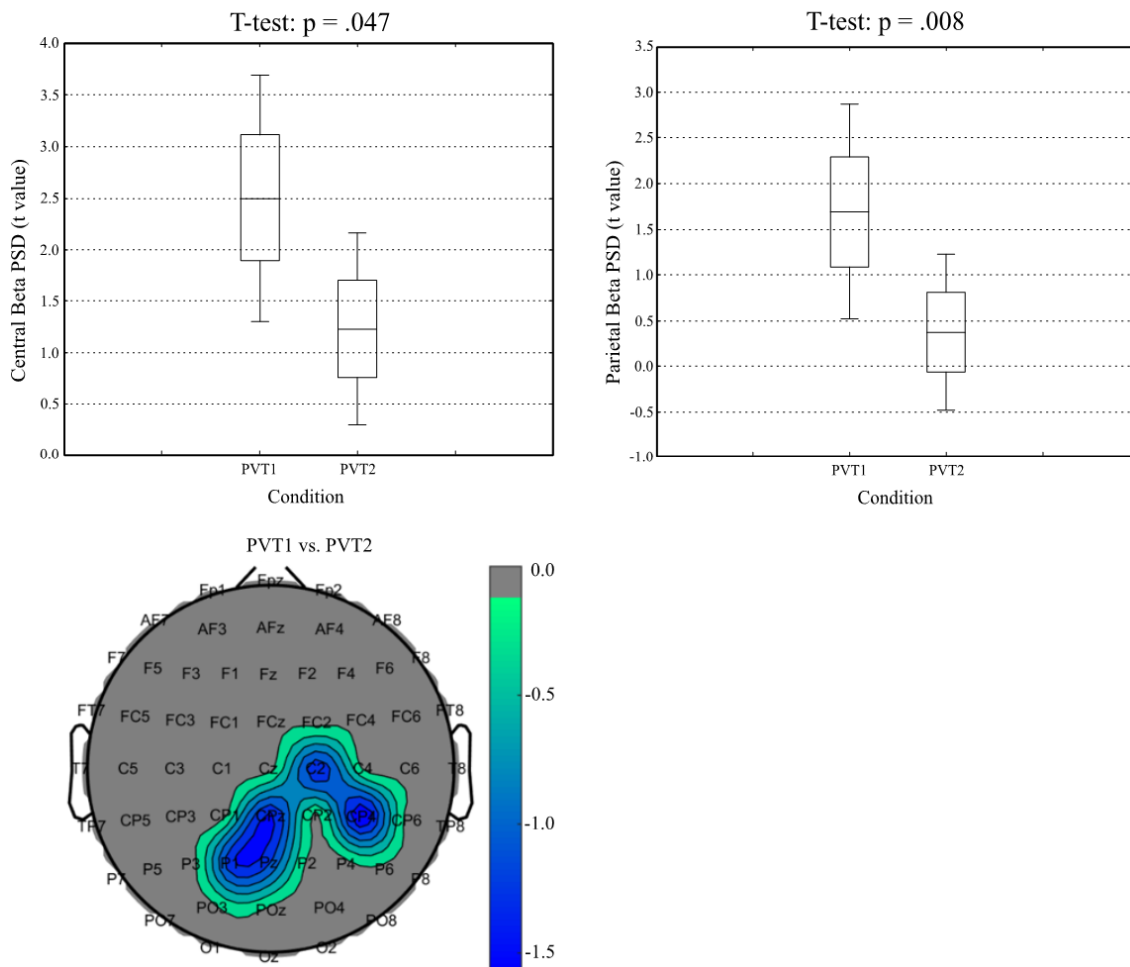 T-test: p = .047
4.0
3.5
3.0
2.5
2.0
1.5
1.0
0.5
0.0
Central Beta PSD (t value)
PVT1 PVT2
Condition
T-test: p = .008
3.5
3.0
2.5
2.0
1.5
1.0
0.5
0.0
-0.5
-1.0
Parietal Beta PSD (t value)
PVT1 PVT2
Condition
PVT1 vs. PVT2
Fp1 Fpz Fp2
AF7 AF3 AFz AF4 AF8
F7 F5 F3 F1 Fz F2 F4 F6 F8
FT7 FC5 FC3 FC1 FCz FC2 FC4 FC6 FT8
T7 C5 C3 C1 Cz C2 C4 C6 T8
TP7 CP5 CP3 CP1 CPz CP2 CP4 CP6 TP8
P7 P5 P3 P1 Pz P2 P4 P6 P8
PO7 PO3 POz PO4 PO8
O1 Oz O2
0.0
-0.5
-1.0
-1.5